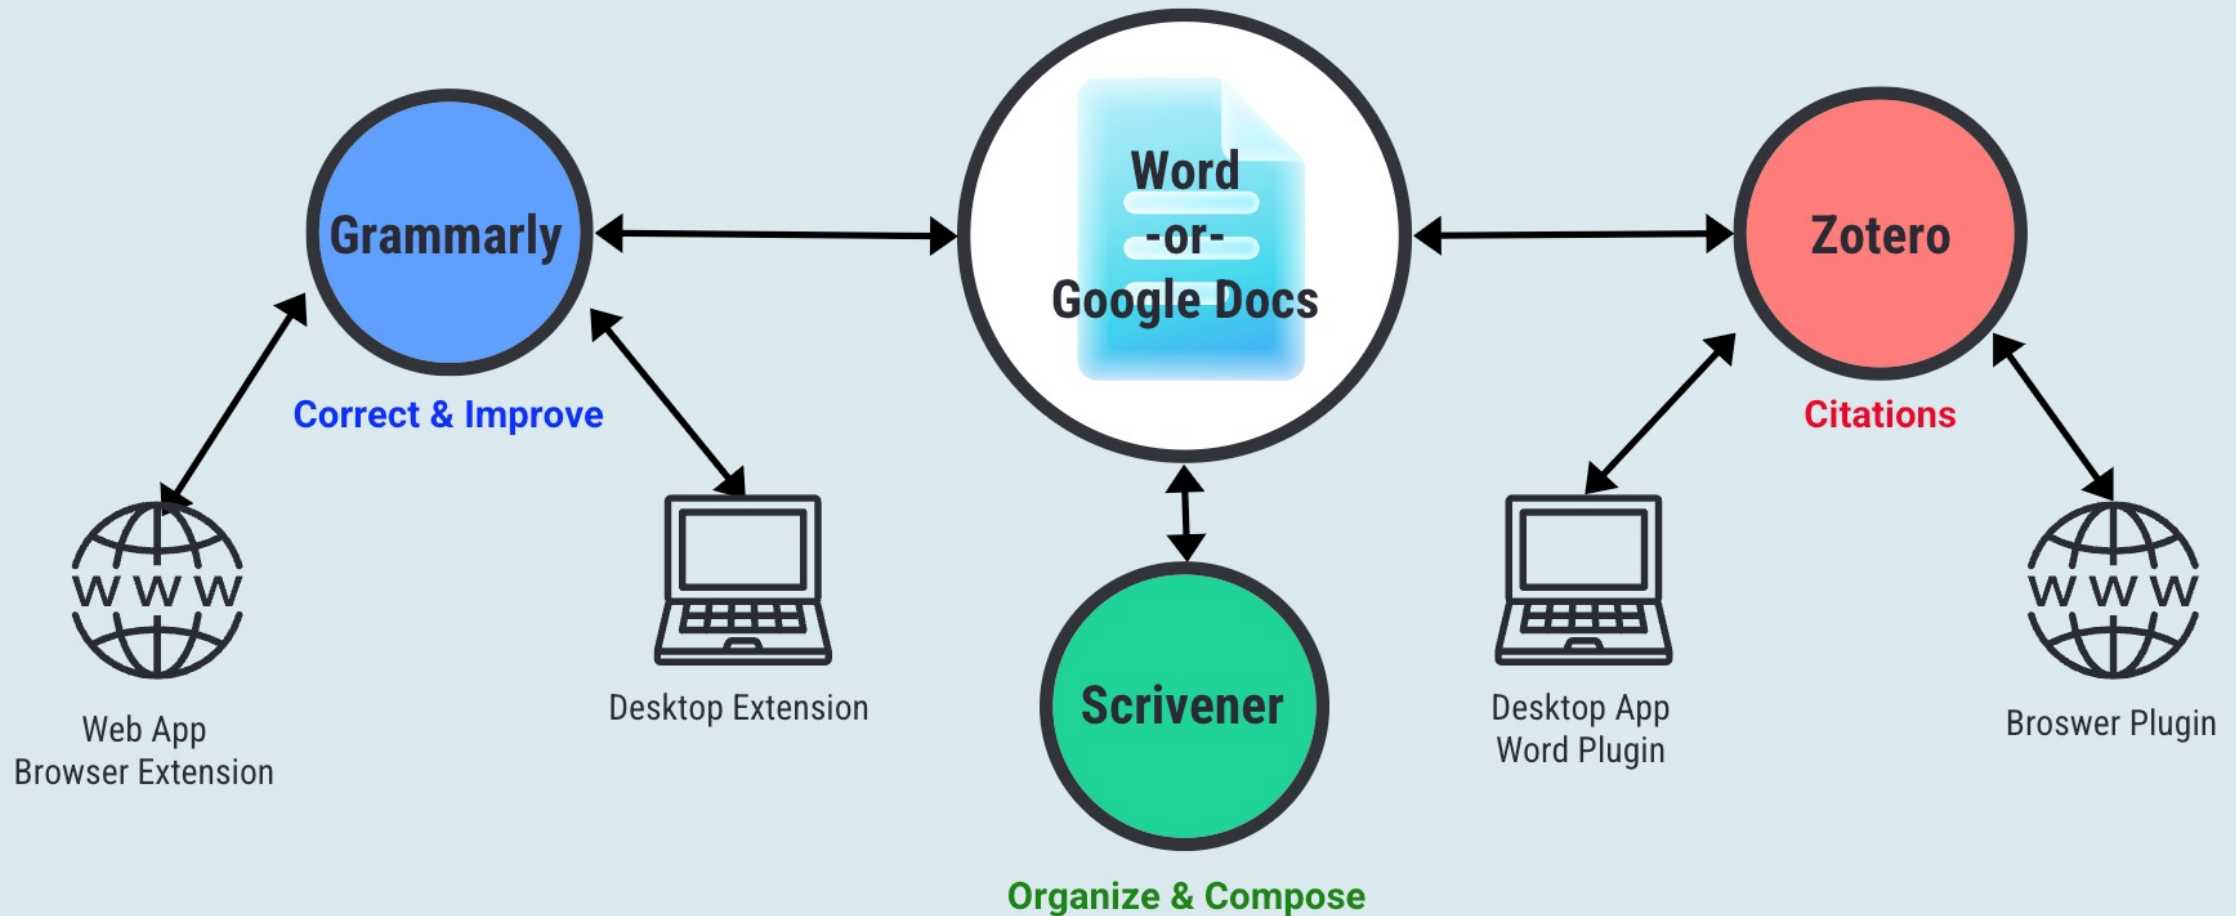 Word
-or-
Google Docs
Grammarly
Zotero
Correct & Improve
Citations
W W W
W W W
Desktop Extension
Scrivener
Desktop App
Word Plugin
Web App
Browser Extension
Broswer Plugin
Organize & Compose